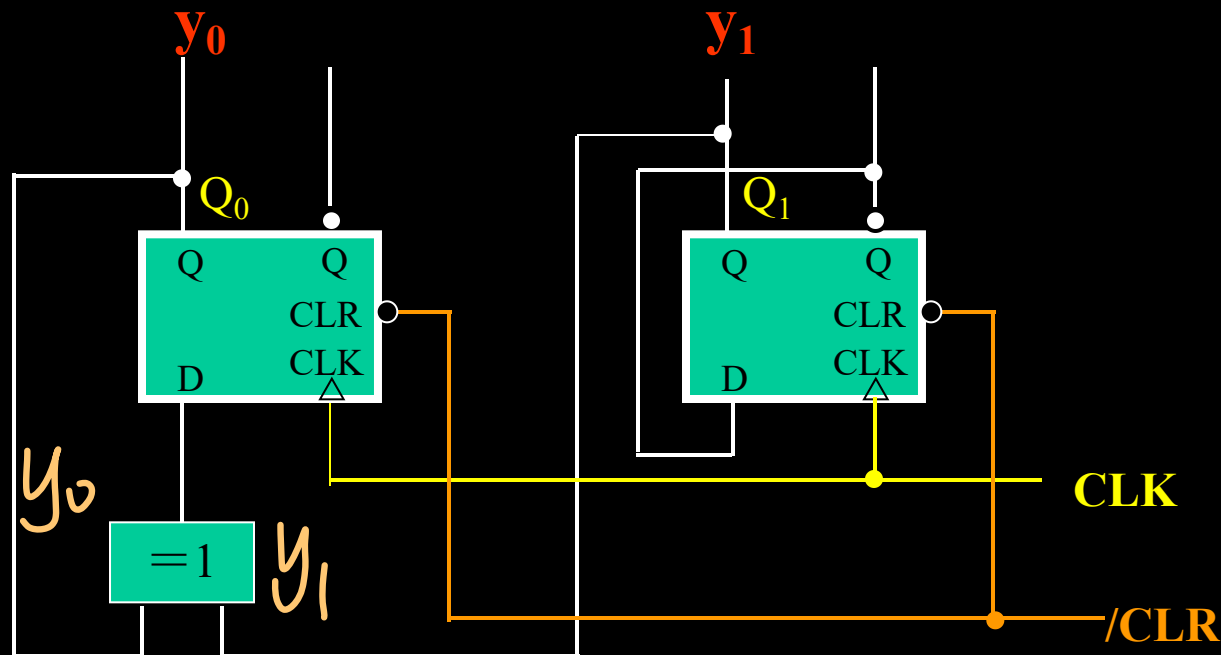 y₀ y₁
Q₀ Q₁
Q Q Q Q
CLR CLR
CLK CLK
D D
y₀ CLK
=1 y₁
/CLR